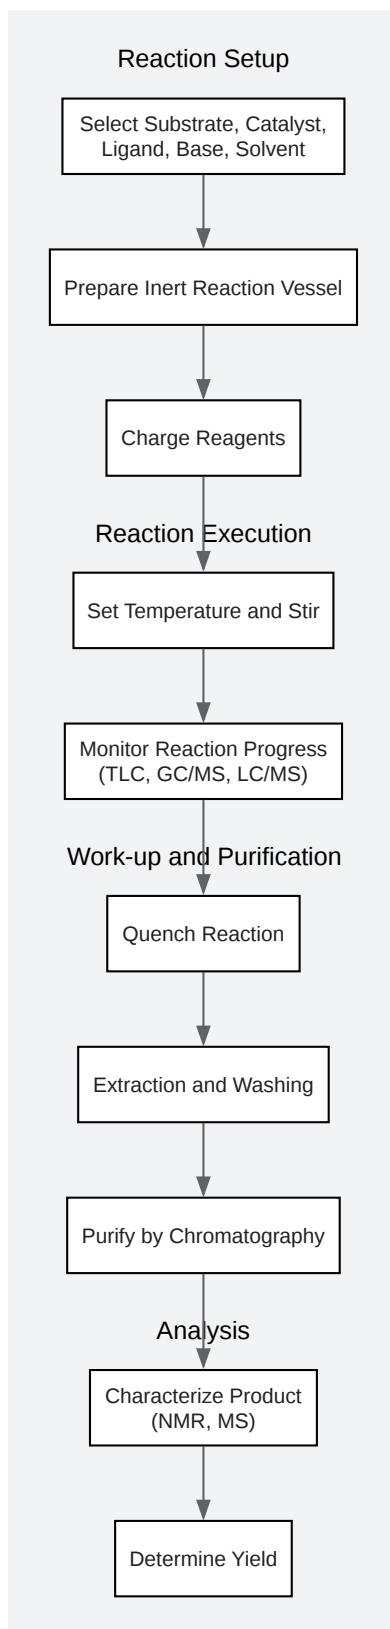 Reaction Setup
Select Substrate, Catalyst,
Ligand, Base, Solvent
Prepare Inert Reaction Vessel
Charge Reagents
Reaction Execution
Set Temperature and Stir
Monitor Reaction Progress
(TLC, GC/MS, LC/MS)
Work-up and Purification
Quench Reaction
Extraction and Washing
Purify by Chromatography
Analysis
Characterize Product
(NMR, MS)
Determine Yield